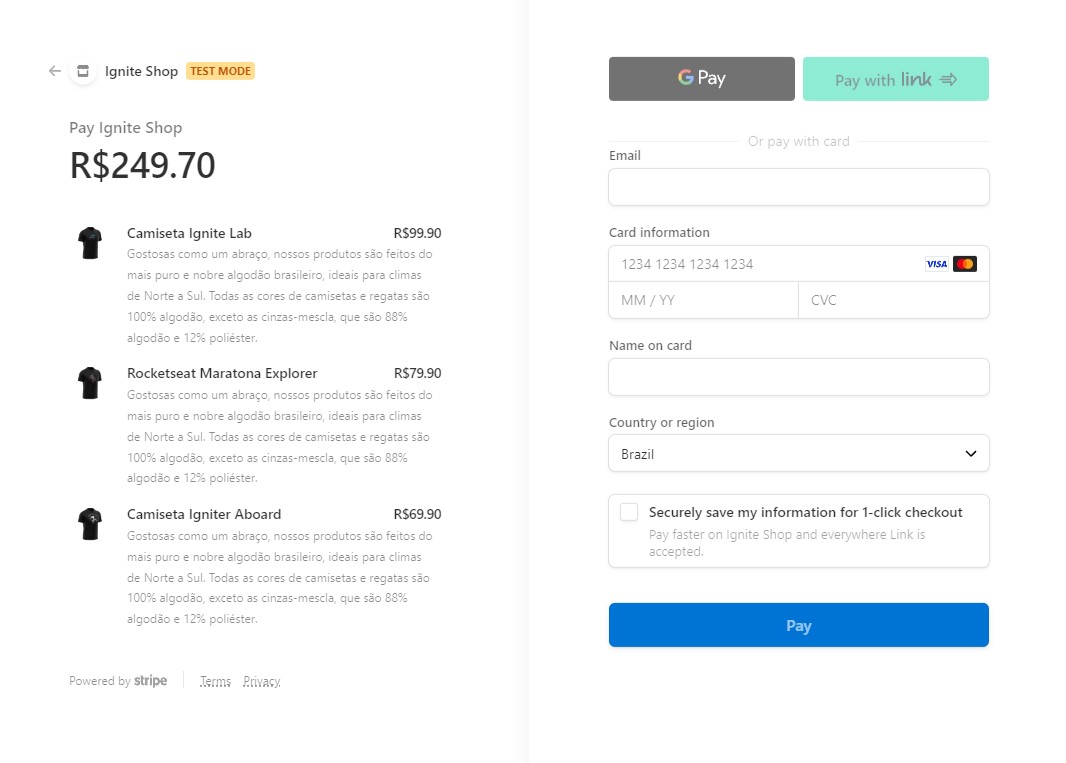 Ignite Shop TEST MODE
Pay Ignite Shop
R$249.70
Camiseta Ignite Lab R$99.90
Gostosas como um abraço, nossos produtos são feitos do
mais puro e nobre algodão brasileiro, ideais para climas
de Norte a Sul. Todas as cores de camisetas e regatas são
100% algodão, exceto as cinzas-mescla, que são 88%
algodão e 12% poliéster.
Rocketseat Maratona Explorer R$79.90
Gostosas como um abraço, nossos produtos são feitos do
mais puro e nobre algodão brasileiro, ideais para climas
de Norte a Sul. Todas as cores de camisetas e regatas são
100% algodão, exceto as cinzas-mescla, que são 88%
algodão e 12% poliéster.
Camiseta Igniter Aboard R$69.90
Gostosas como um abraço, nossos produtos são feitos do
mais puro e nobre algodão brasileiro, ideais para climas
de Norte a Sul. Todas as cores de camisetas e regatas são
100% algodão, exceto as cinzas-mescla, que são 88%
algodão e 12% poliéster.
Powered by stripe Terms Privacy
G Pay Pay with link
Or pay with card
Email
Card information
1234 1234 1234 1234 VISA
MM / YY CVC
Name on card
Country or region
Brazil
Securely save my information for 1-click checkout
Pay faster on Ignite Shop and everywhere Link is
accepted.
Pay